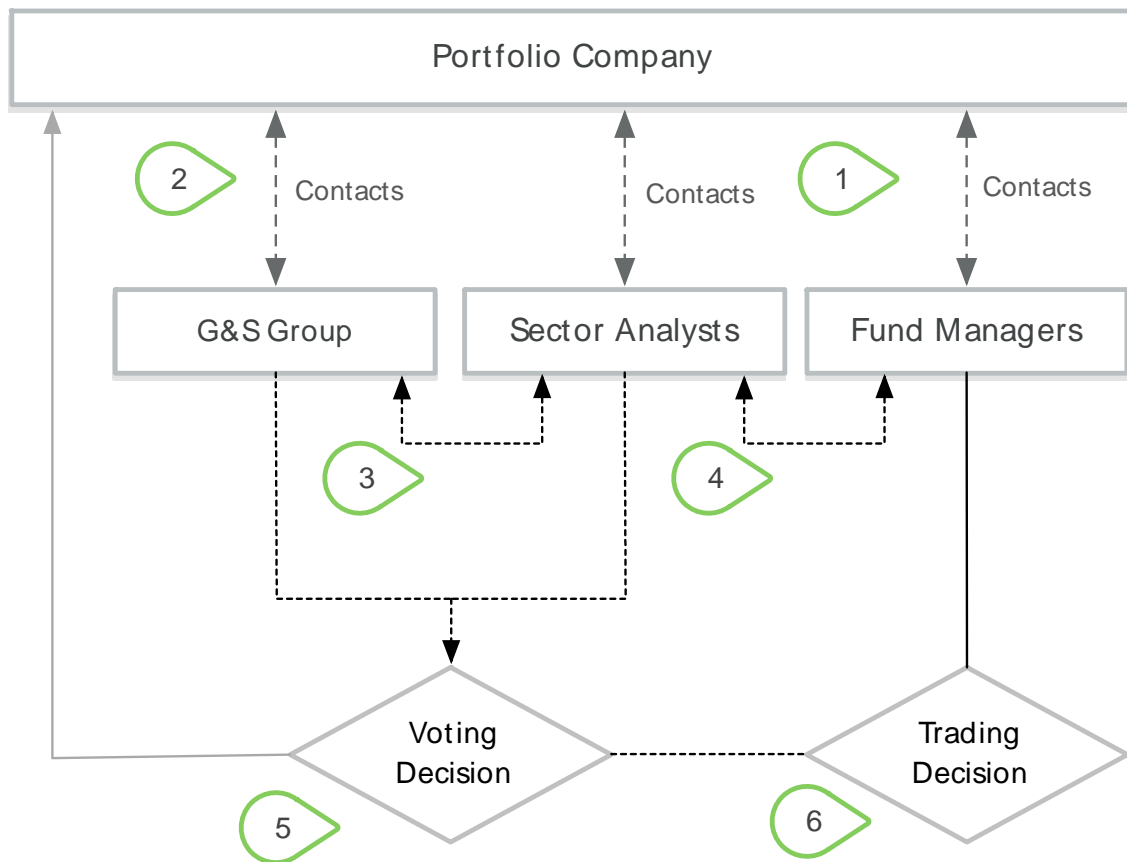 Portfolio Company
2
Contacts
Contacts
1
Contacts
G&S Group
Sector Analysts
Fund Managers
3
4
Voting
Decision
Trading
Decision
5
6